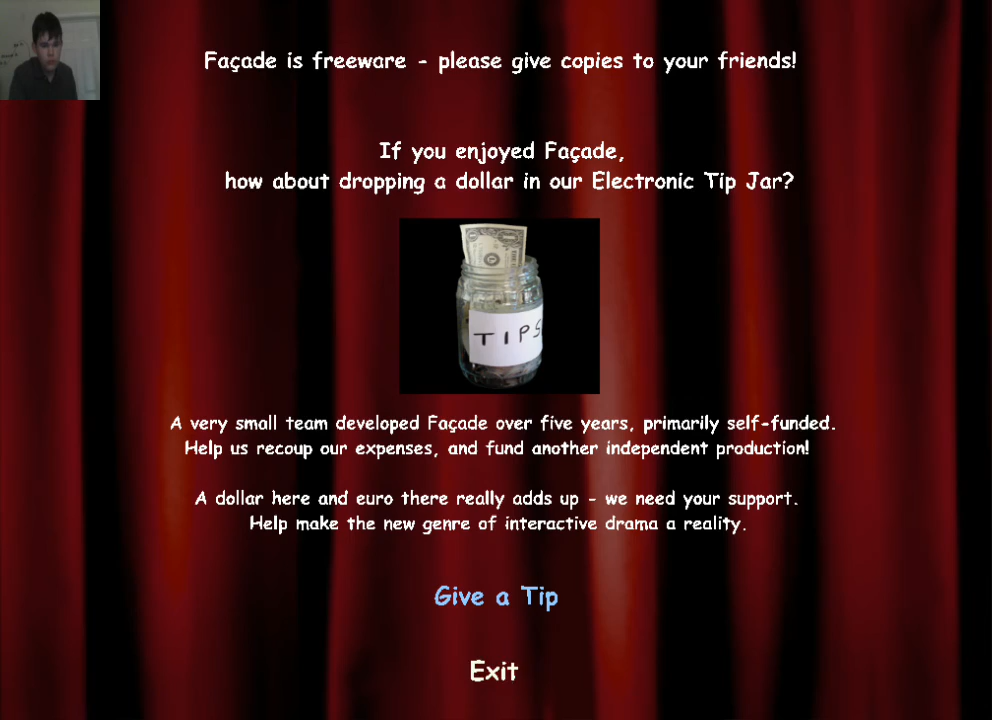 Façade is freeware - please give copies to your friends!
If you enjoyed Façade,
how about dropping a dollar in our Electronic Tip Jar?
TIPS
A very small team developed Façade over five years, primarily self-funded.
Help us recoup our expenses, and fund another independent production!
A dollar here and euro there really adds up - we need your support.
Help make the new genre of interactive drama a reality.
Give a Tip
Exit